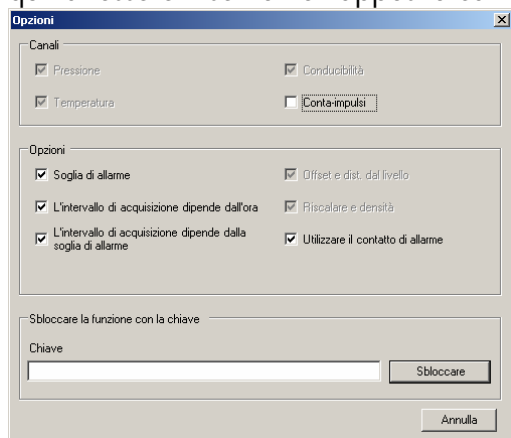 Opzioni
Canali
Pressione
Conducibilità
Temperatura
Conta-impulsi
Opzioni
Soglia di allarme
Offset e dist. dal livello
L'intervallo di acquisizione dipende dall'ora
Riscalare e densità
L'intervallo di acquisizione dipende dalla
soglia di allarme
Utilizzare il contatto di allarme
Sbloccare la funzione con la chiave
Chiave
Sbloccare
Annulla